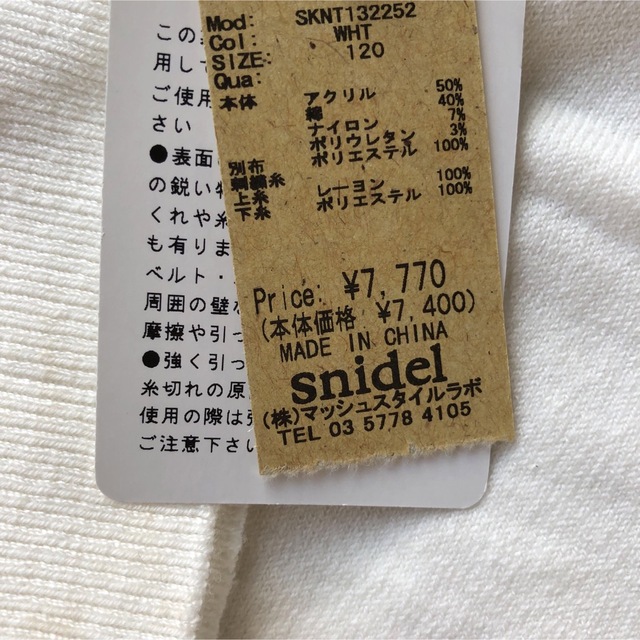 Mod: SKNT132252
Col: WHT
SIZE: 120
Qua:
本体 アクリル 50%
綿 40%
ナイロン 7%
ポリウレタン 3%
別布 ポリエステル 100%
刺繍糸
上糸 レーヨン 100%
下糸 ポリエステル 100%
Price: ¥7,770
(本体価格 ¥7,400)
MADE IN CHINA
snidel
(株)マッシュスタイルラボ
TEL 03 5778 4105
この
用して
ご使用
さい
●表面
の鋭い
くれや糸
も有りま
ベルト・
周囲の壁
摩擦や引っ
●強く引っ
糸切れの原
使用の際は
ご注意下さい